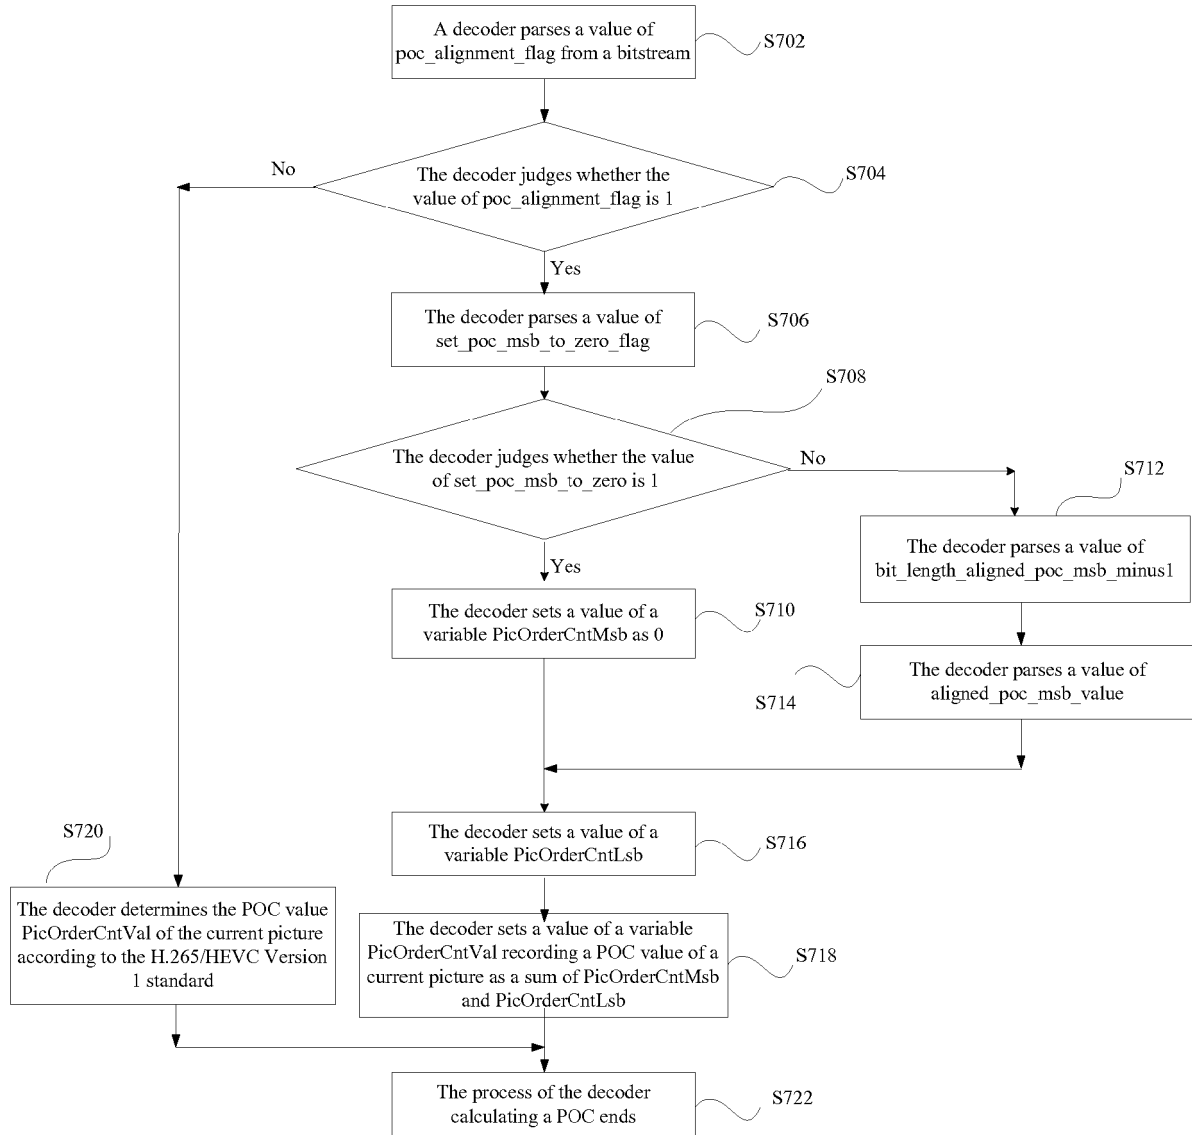 A decoder parses a value of
poc_alignment_flag from a bitstream
S702
No
The decoder judges whether the
value of poc_alignment_flag is 1
S704
Yes
The decoder parses a value of
set_poc_msb_to_zero_flag
S706
S708
The decoder judges whether the value
of set_poc_msb_to_zero is 1
No
S712
The decoder parses a value of
bit_length_aligned_poc_msb_minus1
Yes
The decoder sets a value of a
variable PicOrderCntMsb as 0
S710
The decoder parses a value of
aligned_poc_msb_value
S714
S720
The decoder sets a value of a
variable PicOrderCntLsb
S716
The decoder determines the POC value
PicOrderCntVal of the current picture
according to the H.265/HEVC Version
1 standard
The decoder sets a value of a variable
PicOrderCntVal recording a POC value of a
current picture as a sum of PicOrderCntMsb
and PicOrderCntLsb
S718
The process of the decoder
calculating a POC ends
S722